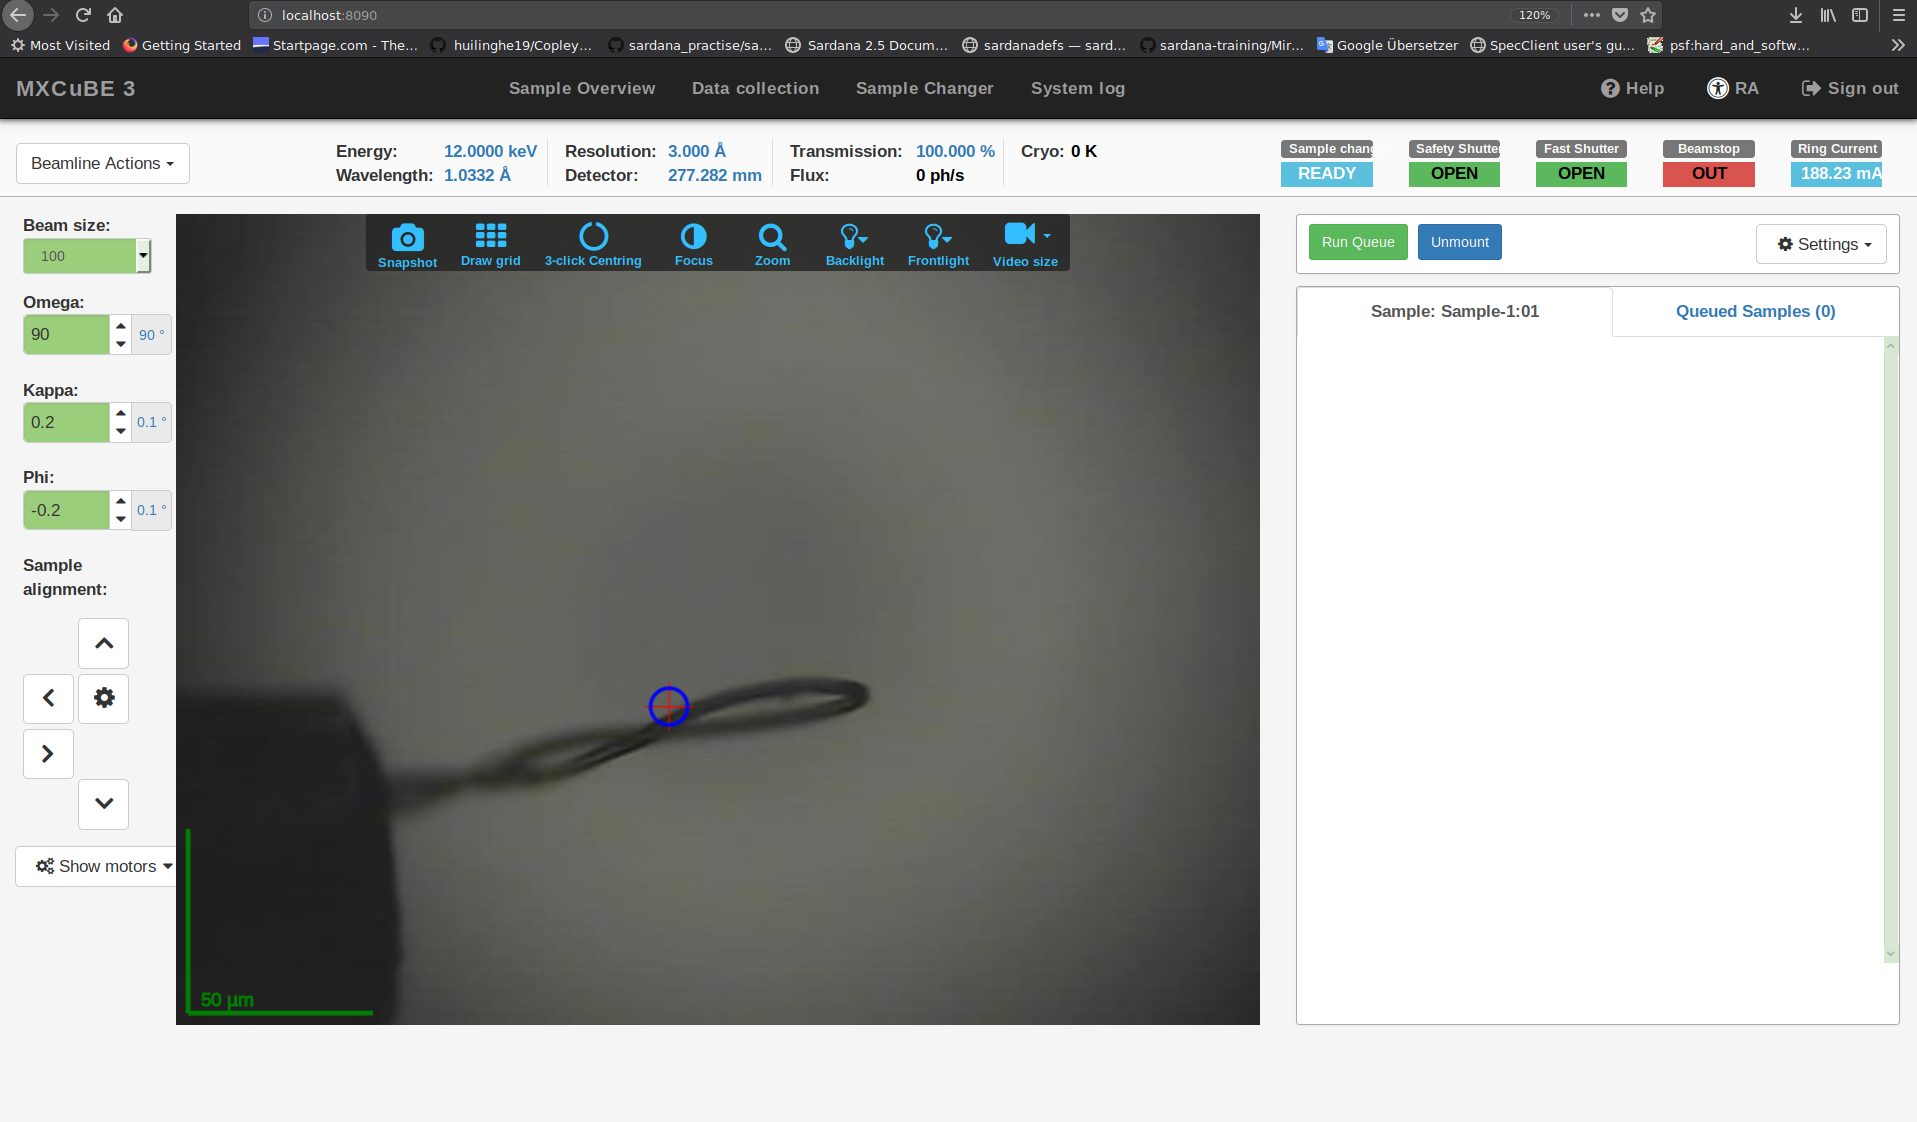 localhost:8090
120%
Most Visited Getting Started Startpage.com - The... huilinghe19/Copley... sardana_practise/sa... Sardana 2.5 Docum... sardanadefs — sard... sardana-training/Mir... Google Übersetzer SpecClient user's gu... psf:hard_and_softw...
MXCuBE 3 Sample Overview Data collection Sample Changer System log Help RA Sign out
Beamline Actions
Energy: 12.0000 keV Resolution: 3.000 Å Transmission: 100.000 % Cryo: 0 K
Wavelength: 1.0332 Å Detector: 277.282 mm Flux: 0 ph/s
Sample chang Safety Shutter Fast Shutter Beamstop Ring Current
READY OPEN OPEN OUT 188.23 mA
Beam size:
100
Omega:
90 90 °
Kappa:
0.2 0.1 °
Phi:
-0.2 0.1 °
Sample
alignment:
Show motors
Snapshot Draw grid 3-click Centring Focus Zoom Backlight Frontlight Video size
50 µm
Run Queue Unmount Settings
Sample: Sample-1:01 Queued Samples (0)